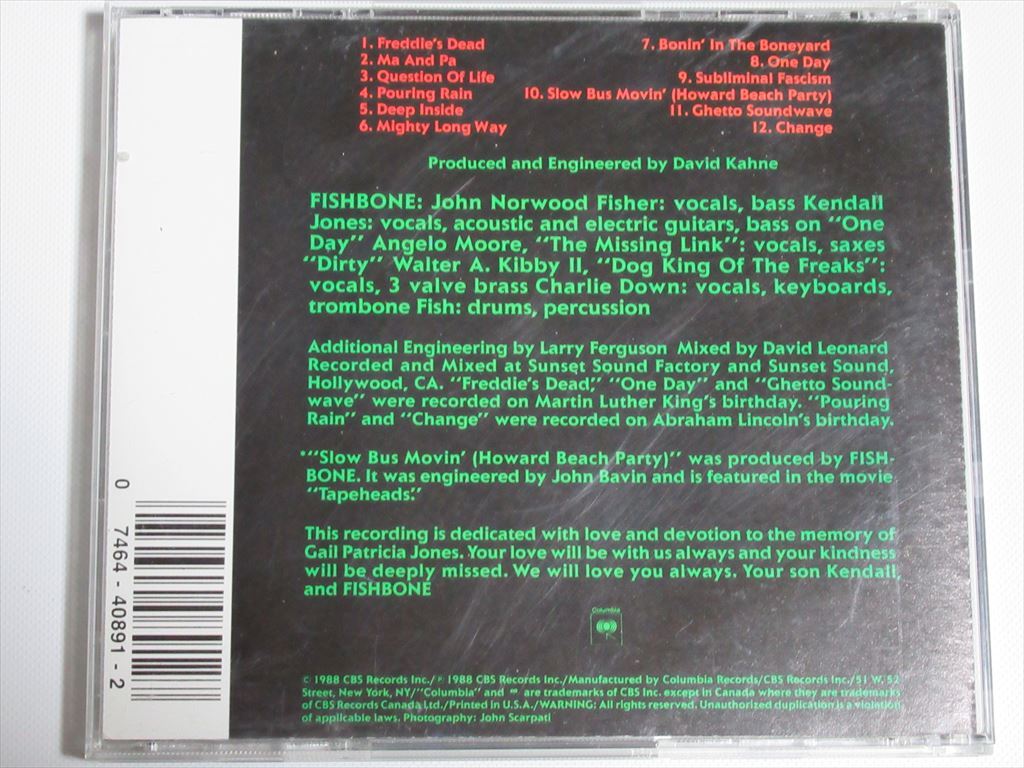 1. Freddie's Dead
2. Ma And Pa
3. Question Of Life
4. Pouring Rain
5. Deep Inside
6. Mighty Long Way
7. Bonin' In The Boneyard
8. One Day
9. Subliminal Fascism
10. Slow Bus Movin' (Howard Beach Party)
11. Ghetto Soundwave
12. Change
Produced and Engineered by David Kahne
FISHBONE: John Norwood Fisher: vocals, bass Kendall
Jones: vocals, acoustic and electric guitars, bass on "One
Day" Angelo Moore, "The Missing Link": vocals, saxes
"Dirty" Walter A. Kibby II, "Dog King Of The Freaks":
vocals, 3 valve brass Charlie Down: vocals, keyboards,
trombone Fish: drums, percussion
Additional Engineering by Larry Ferguson Mixed by David Leonard
Recorded and Mixed at Sunset Sound Factory and Sunset Sound,
Hollywood, CA. "Freddie's Dead," "One Day" and "Ghetto Sound-
wave" were recorded on Martin Luther King's birthday. "Pouring
Rain" and "Change" were recorded on Abraham Lincoln's birthday.
*"Slow Bus Movin' (Howard Beach Party)" was produced by FISH-
BONE. It was engineered by John Bavin and is featured in the movie
"Tapeheads."
This recording is dedicated with love and devotion to the memory of
Gail Patricia Jones. Your love will be with us always and your kindness
will be deeply missed. We will love you always. Your son Kendall,
and FISHBONE
Columbia
© 1988 CBS Records Inc./℗ 1988 CBS Records Inc./Manufactured by Columbia Records/CBS Records Inc./51 W. 52
Street, New York, NY/"Columbia" and are trademarks of CBS Inc. except in Canada where they are trademarks
of CBS Records Canada Ltd./Printed in U.S.A./WARNING: All rights reserved. Unauthorized duplication is a violation
of applicable laws. Photography: John Scarpati
0 7464-40891-2